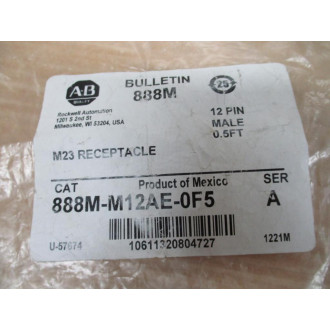 A-B
BULLETIN
888M
25
Rockwell Automation
1201 S 2nd St
Milwaukee, WI 53204, USA
12 PIN
MALE
0.5FT
M23 RECEPTACLE
Product of Mexico
CAT
SER
888M-M12AE-0F5
A
U-57674
10611320804727
1221M